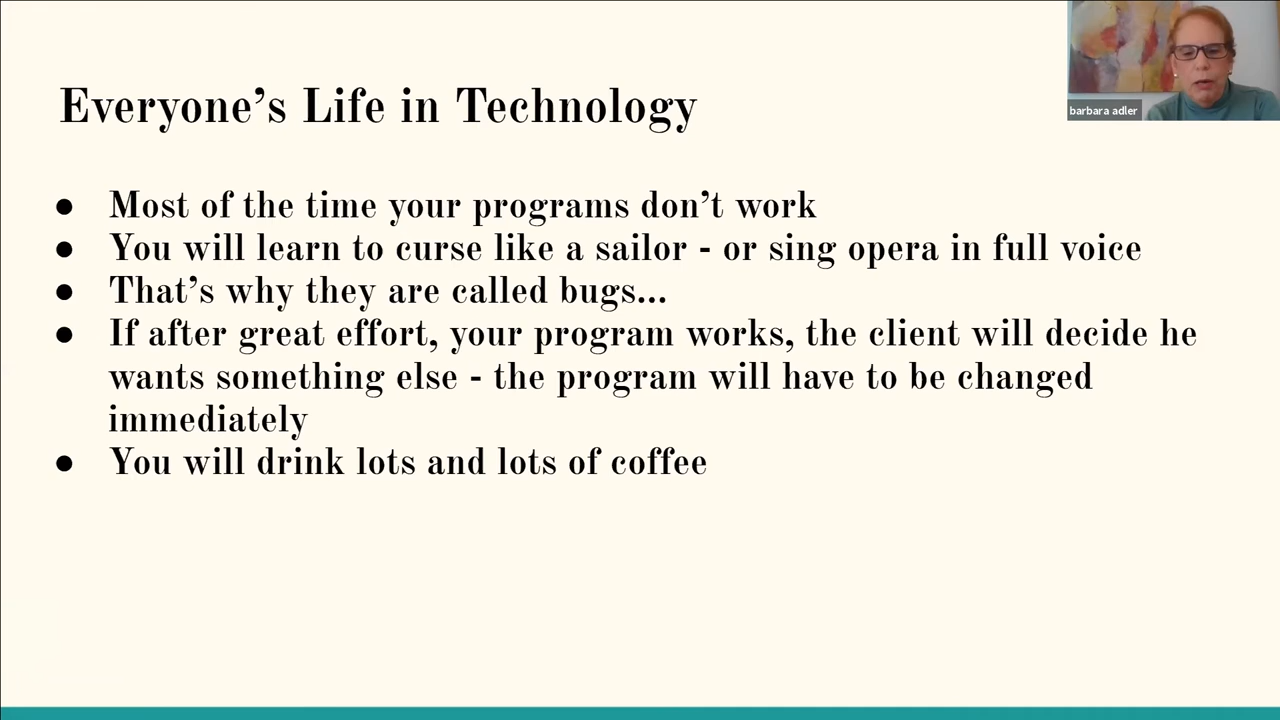 Everyone’s Life in Technology
barbara adler
● Most of the time your programs don’t work
● You will learn to curse like a sailor - or sing opera in full voice
● That’s why they are called bugs...
● If after great effort, your program works, the client will decide he
wants something else - the program will have to be changed
immediately
● You will drink lots and lots of coffee